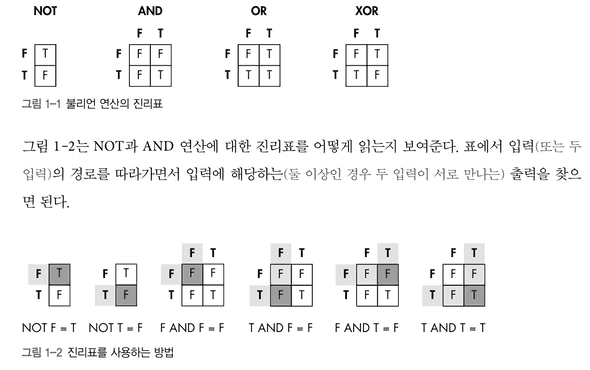 NOT AND OR XOR
F T F T F T
F T F F F F F T F F T
T F T F T T T T T T F
그림 1-1 불리언 연산의 진리표
그림 1-2는 NOT과 AND 연산에 대한 진리표를 어떻게 읽는지 보여준다. 표에서 입력(또는 두
입력)의 경로를 따라가면서 입력에 해당하는(둘 이상인 경우 두 입력이 서로 만나는) 출력을 찾으
면 된다.
F T F T F T F T
F T F T F F F F F F F F F F F F
T F T F T F T T F T T F T T F T
NOT F = T NOT T = F F AND F = F T AND F = F F AND T = F T AND T = T
그림 1-2 진리표를 사용하는 방법